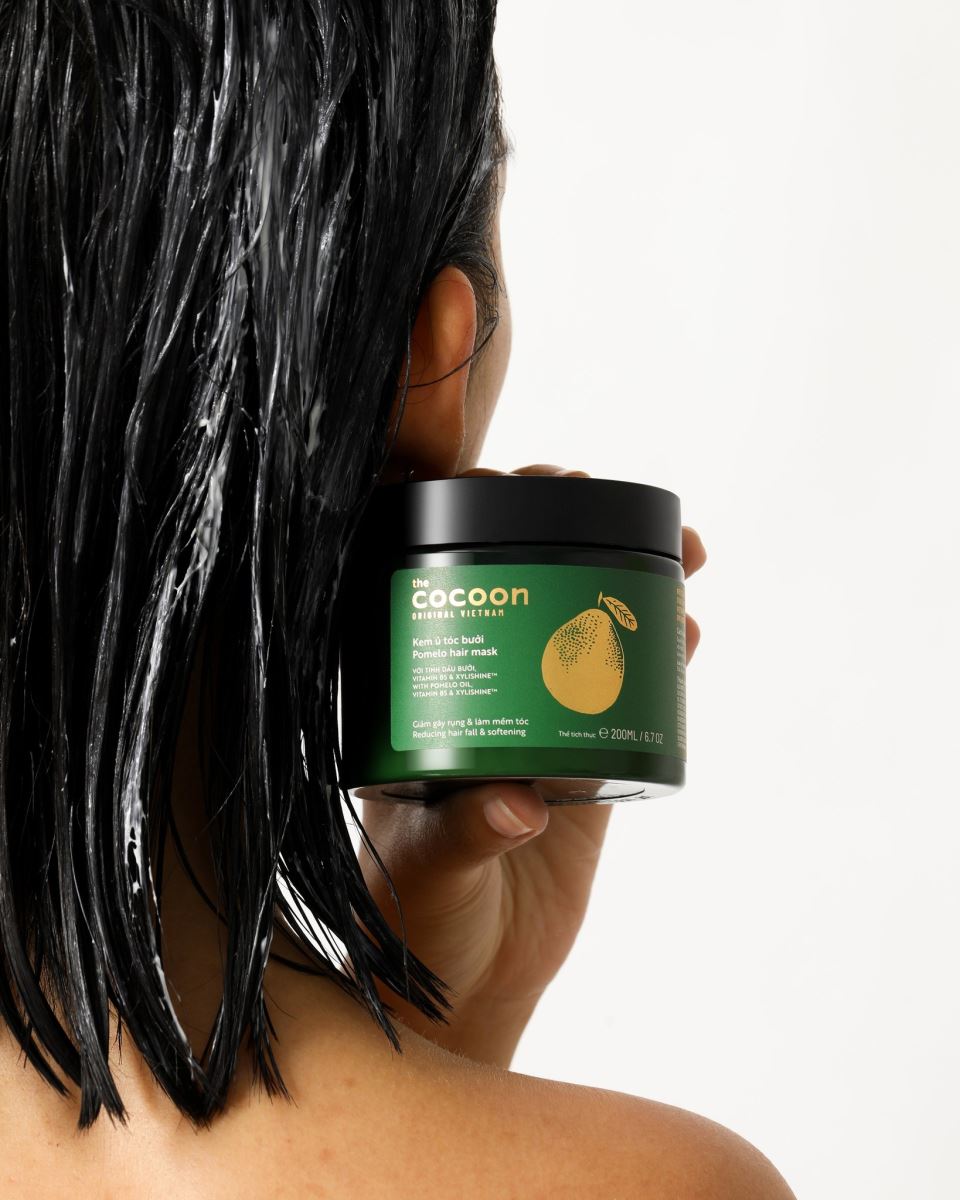 the
cocoon
ORIGINAL VIETNAM
Kem ủ tóc bưởi
Pomelo hair mask
VỚI TINH DẦU BƯỞI,
VITAMIN B5 & XYLISHINE™
WITH POMELO OIL,
VITAMIN B5 & XYLISHINE™
Giảm gãy rụng & làm mềm tóc
Reducing hair fall & softening
Thể tích thực ℮ 200ML / 6.7 OZ